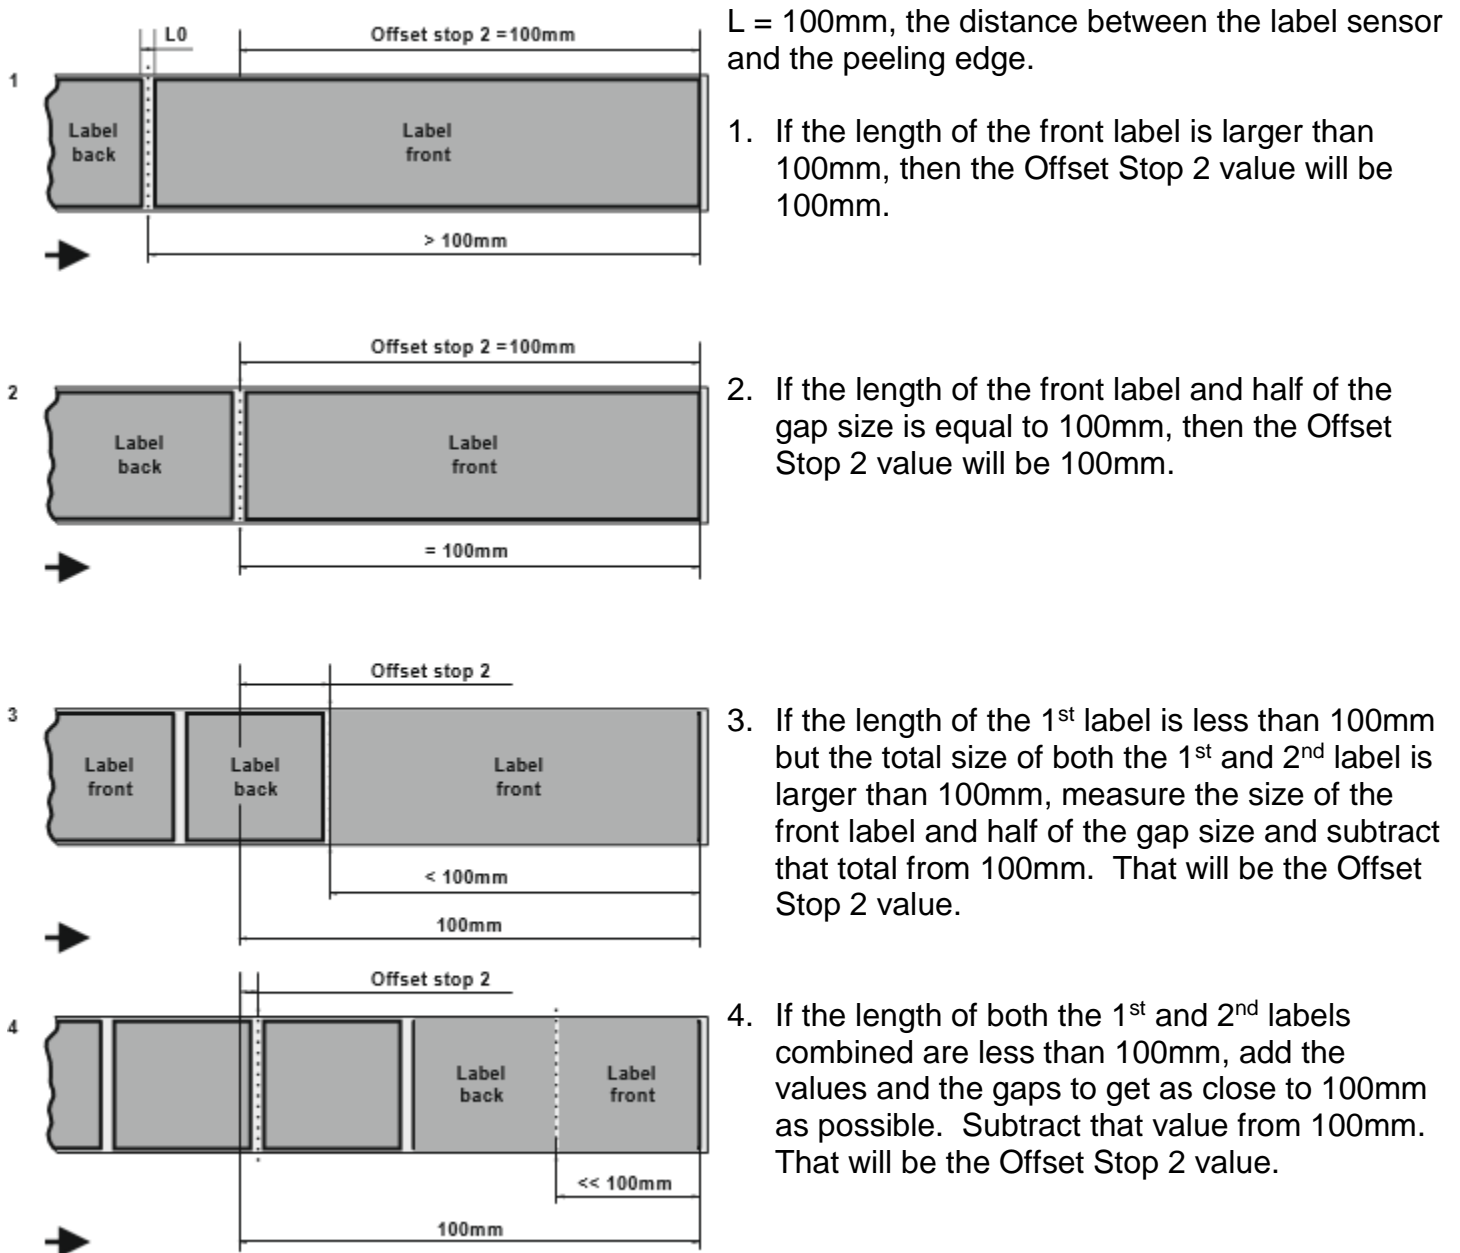 L = 100mm, the distance between the label sensor
and the peeling edge.
L0
Offset stop 2 =100mm
1
Label
back
Label
front
> 100mm
1. If the length of the front label is larger than
100mm, then the Offset Stop 2 value will be
100mm.
Offset stop 2 =100mm
2
Label
back
Label
front
= 100mm
2. If the length of the front label and half of the
gap size is equal to 100mm, then the Offset
Stop 2 value will be 100mm.
Offset stop 2
3
Label
front
Label
back
Label
front
< 100mm
100mm
3. If the length of the 1st label is less than 100mm
but the total size of both the 1st and 2nd label is
larger than 100mm, measure the size of the
front label and half of the gap size and subtract
that total from 100mm.  That will be the Offset
Stop 2 value.
Offset stop 2
4
Label
back
Label
front
<< 100mm
100mm
4. If the length of both the 1st and 2nd labels
combined are less than 100mm, add the
values and the gaps to get as close to 100mm
as possible.  Subtract that value from 100mm.
That will be the Offset Stop 2 value.